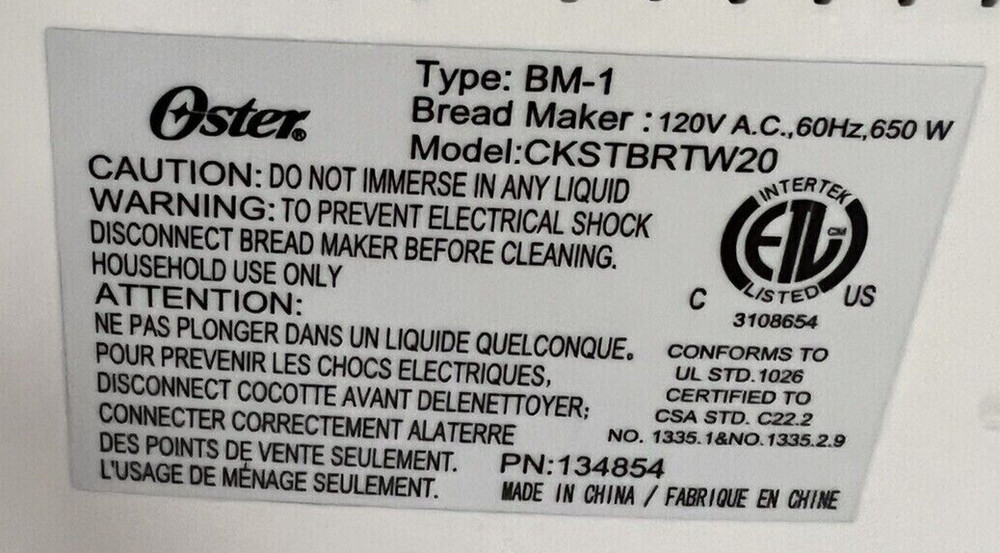 Oster®
Type: BM-1
Bread Maker : 120V A.C.,60Hz,650 W
Model:CKSTBRTW20
CAUTION: DO NOT IMMERSE IN ANY LIQUID
WARNING: TO PREVENT ELECTRICAL SHOCK
DISCONNECT BREAD MAKER BEFORE CLEANING.
HOUSEHOLD USE ONLY
ATTENTION:
NE PAS PLONGER DANS UN LIQUIDE QUELCONQUE.
POUR PREVENIR LES CHOCS ELECTRIQUES,
DISCONNECT COCOTTE AVANT DELENETTOYER;
CONNECTER CORRECTEMENT ALATERRE
DES POINTS DE VENTE SEULEMENT.
L'USAGE DE MÉNAGE SEULEMENT.
INTERTEK
ETL CM
LISTED
C US
3108654
CONFORMS TO
UL STD.1026
CERTIFIED TO
CSA STD. C22.2
NO. 1335.1&NO.1335.2.9
PN:134854
MADE IN CHINA / FABRIQUE EN CHINE